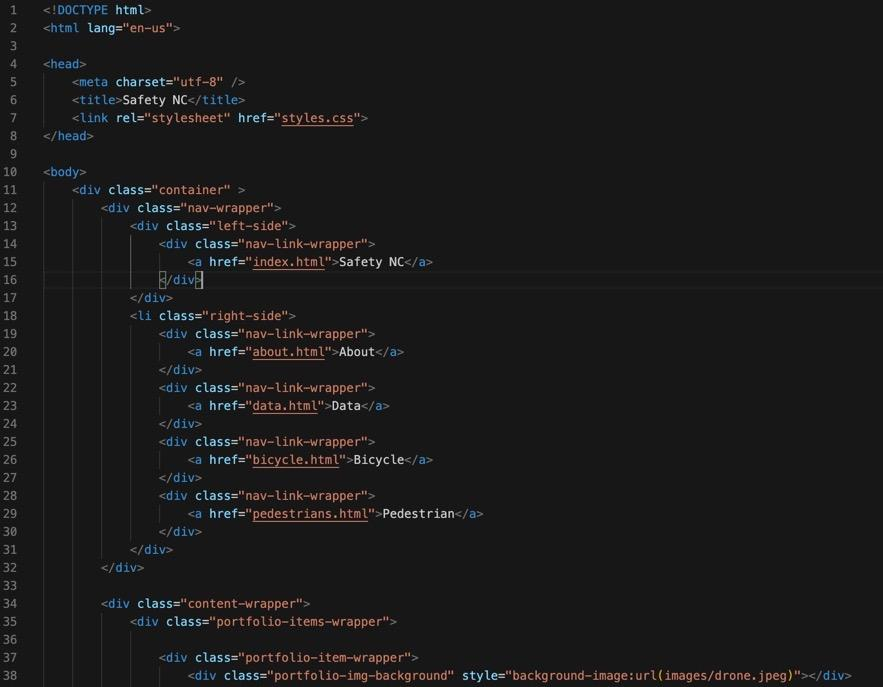 1 <!DOCTYPE html>
2 <html lang="en-us">
3
4 <head>
5 <meta charset="utf-8" />
6 <title>Safety NC</title>
7 <link rel="stylesheet" href="styles.css">
8 </head>
9
10 <body>
11 <div class="container" >
12 <div class="nav-wrapper">
13 <div class="left-side">
14 <div class="nav-link-wrapper">
15 <a href="index.html">Safety NC</a>
16 </div>
17 </div>
18 <li class="right-side">
19 <div class="nav-link-wrapper">
20 <a href="about.html">About</a>
21 </div>
22 <div class="nav-link-wrapper">
23 <a href="data.html">Data</a>
24 </div>
25 <div class="nav-link-wrapper">
26 <a href="bicycle.html">Bicycle</a>
27 </div>
28 <div class="nav-link-wrapper">
29 <a href="pedestrians.html">Pedestrian</a>
30 </div>
31 </div>
32 </div>
33
34 <div class="content-wrapper">
35 <div class="portfolio-items-wrapper">
36
37 <div class="portfolio-item-wrapper">
38 <div class="portfolio-img-background" style="background-image:url(images/drone.jpeg)"></div>